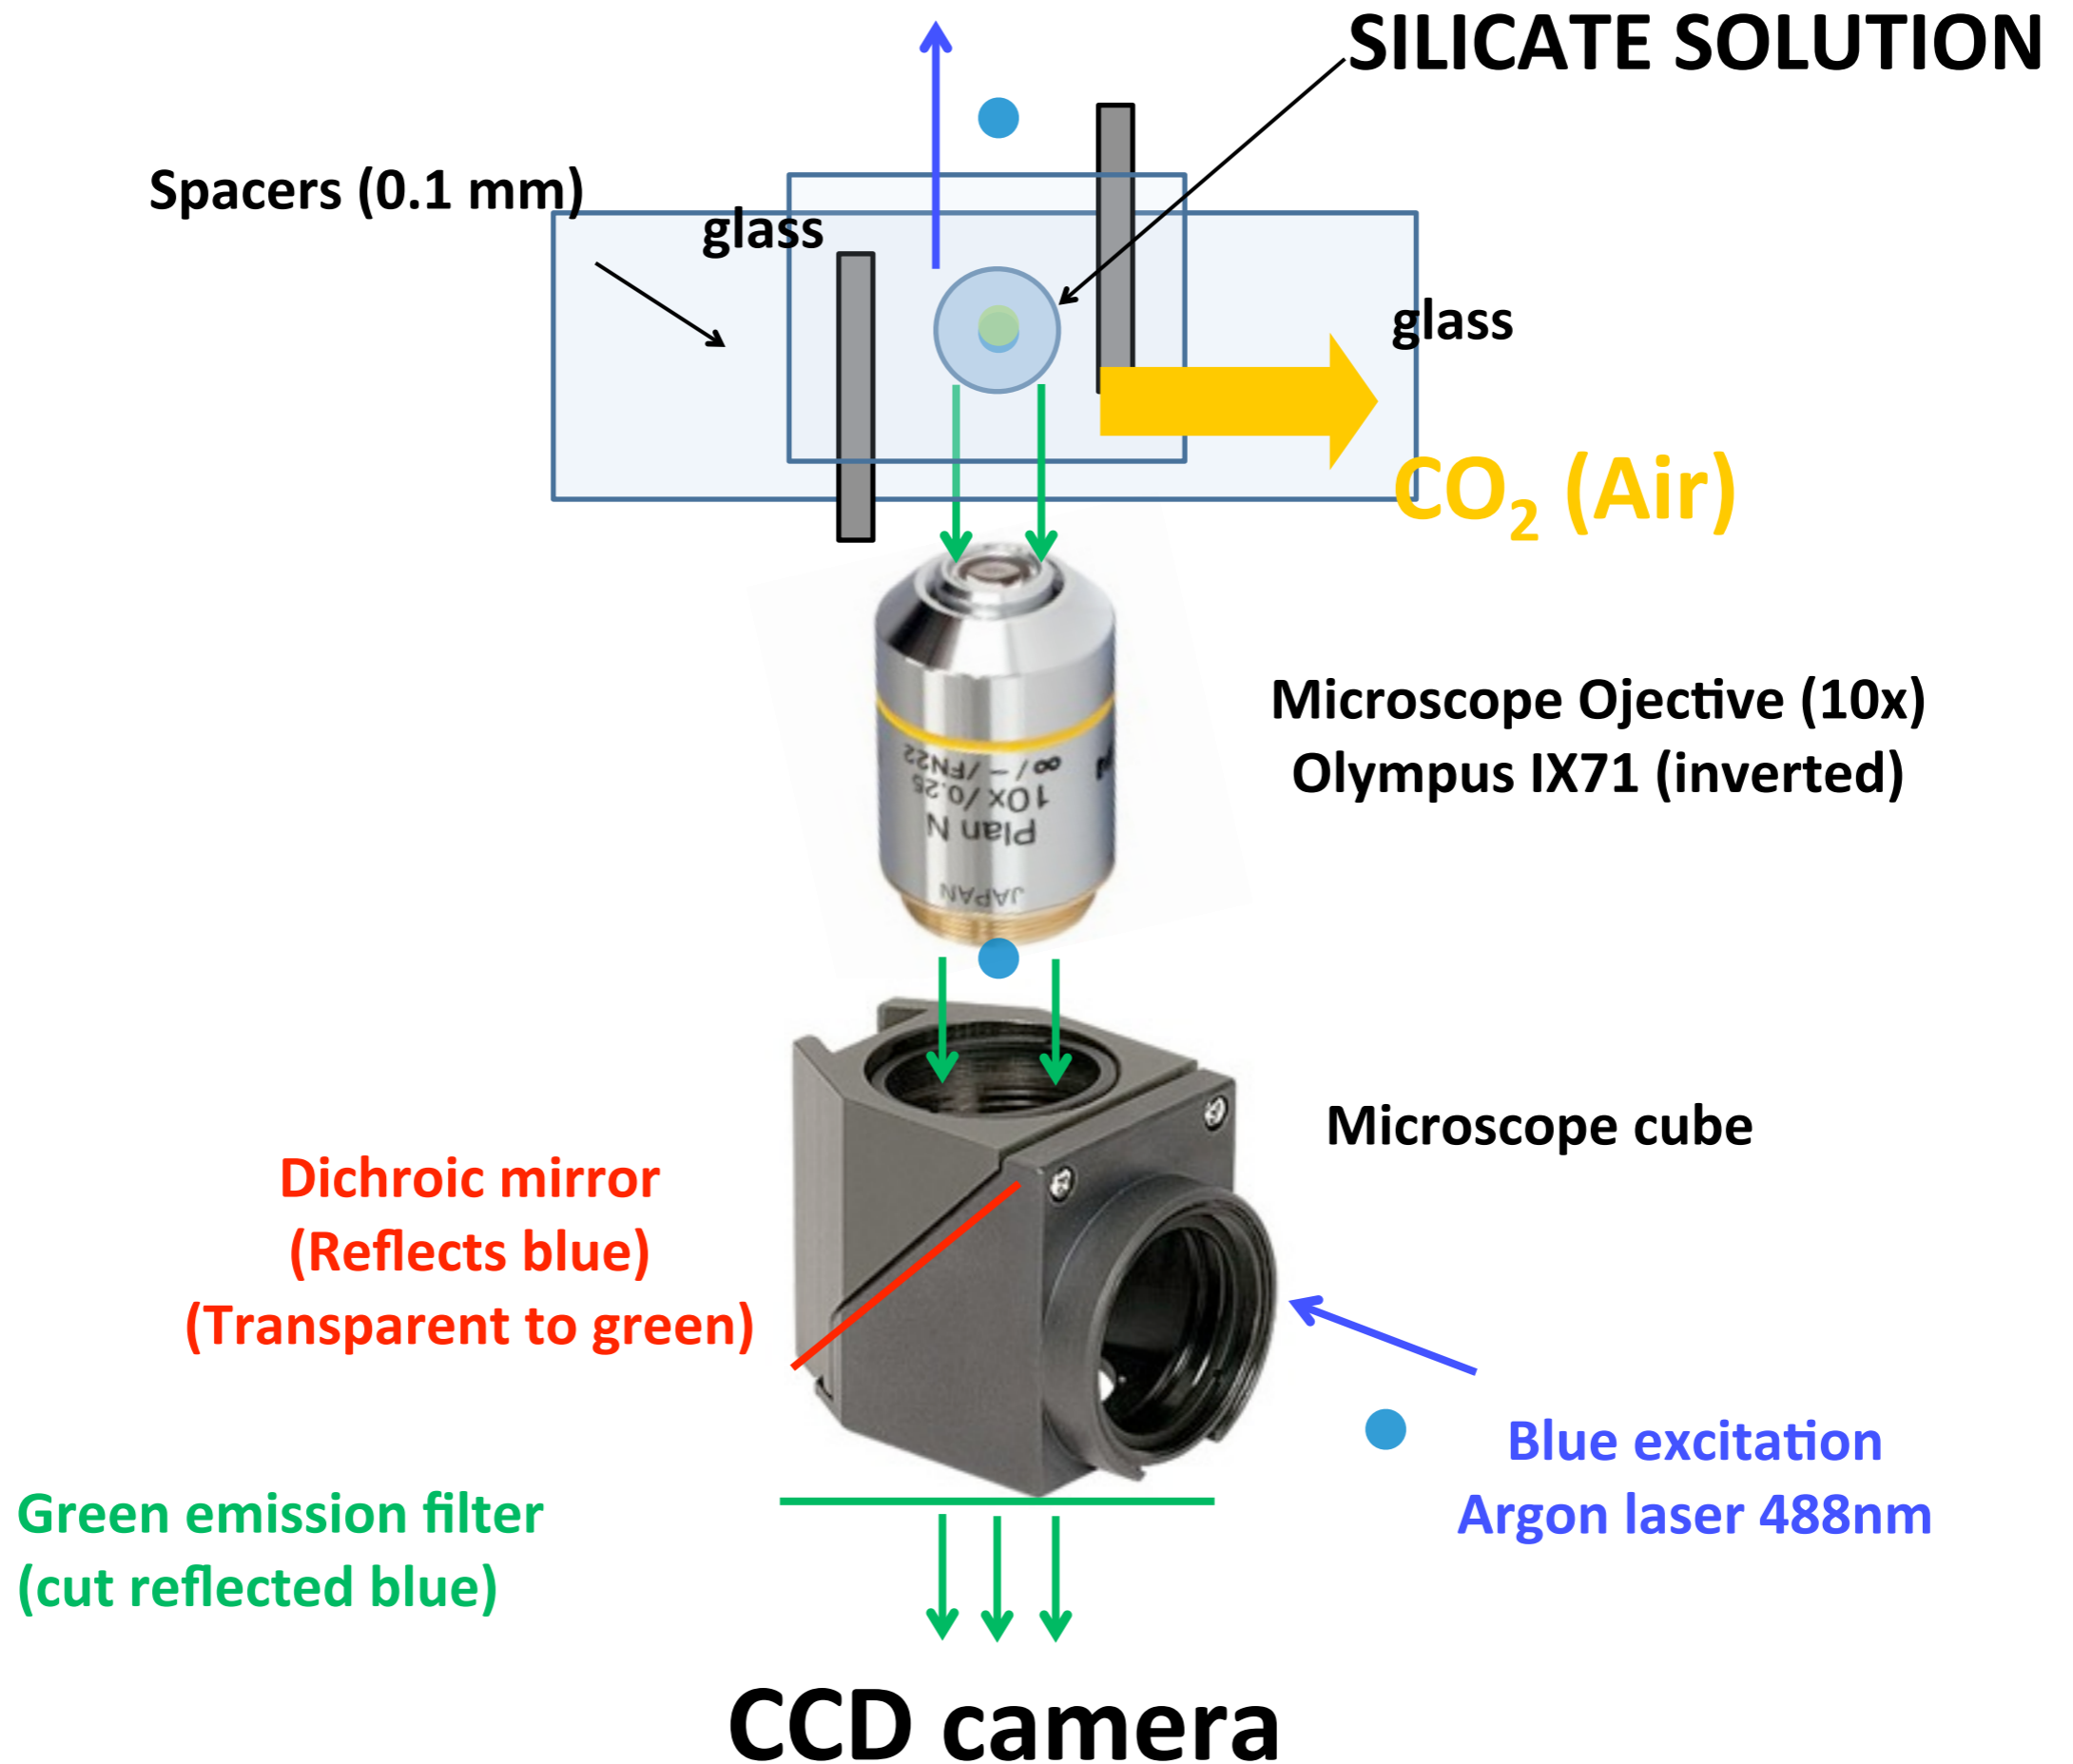 SILICATE SOLUTION
Spacers (0.1 mm)
glass
glass
CO₂ (Air)
22NA/ - /∞
10x/0.25
Plan N
JAPAN
Microscope Ojective (10x)
Olympus IX71 (inverted)
Microscope cube
Dichroic mirror
(Reflects blue)
(Transparent to green)
Blue excitation
Argon laser 488nm
Green emission filter
(cut reflected blue)
CCD camera